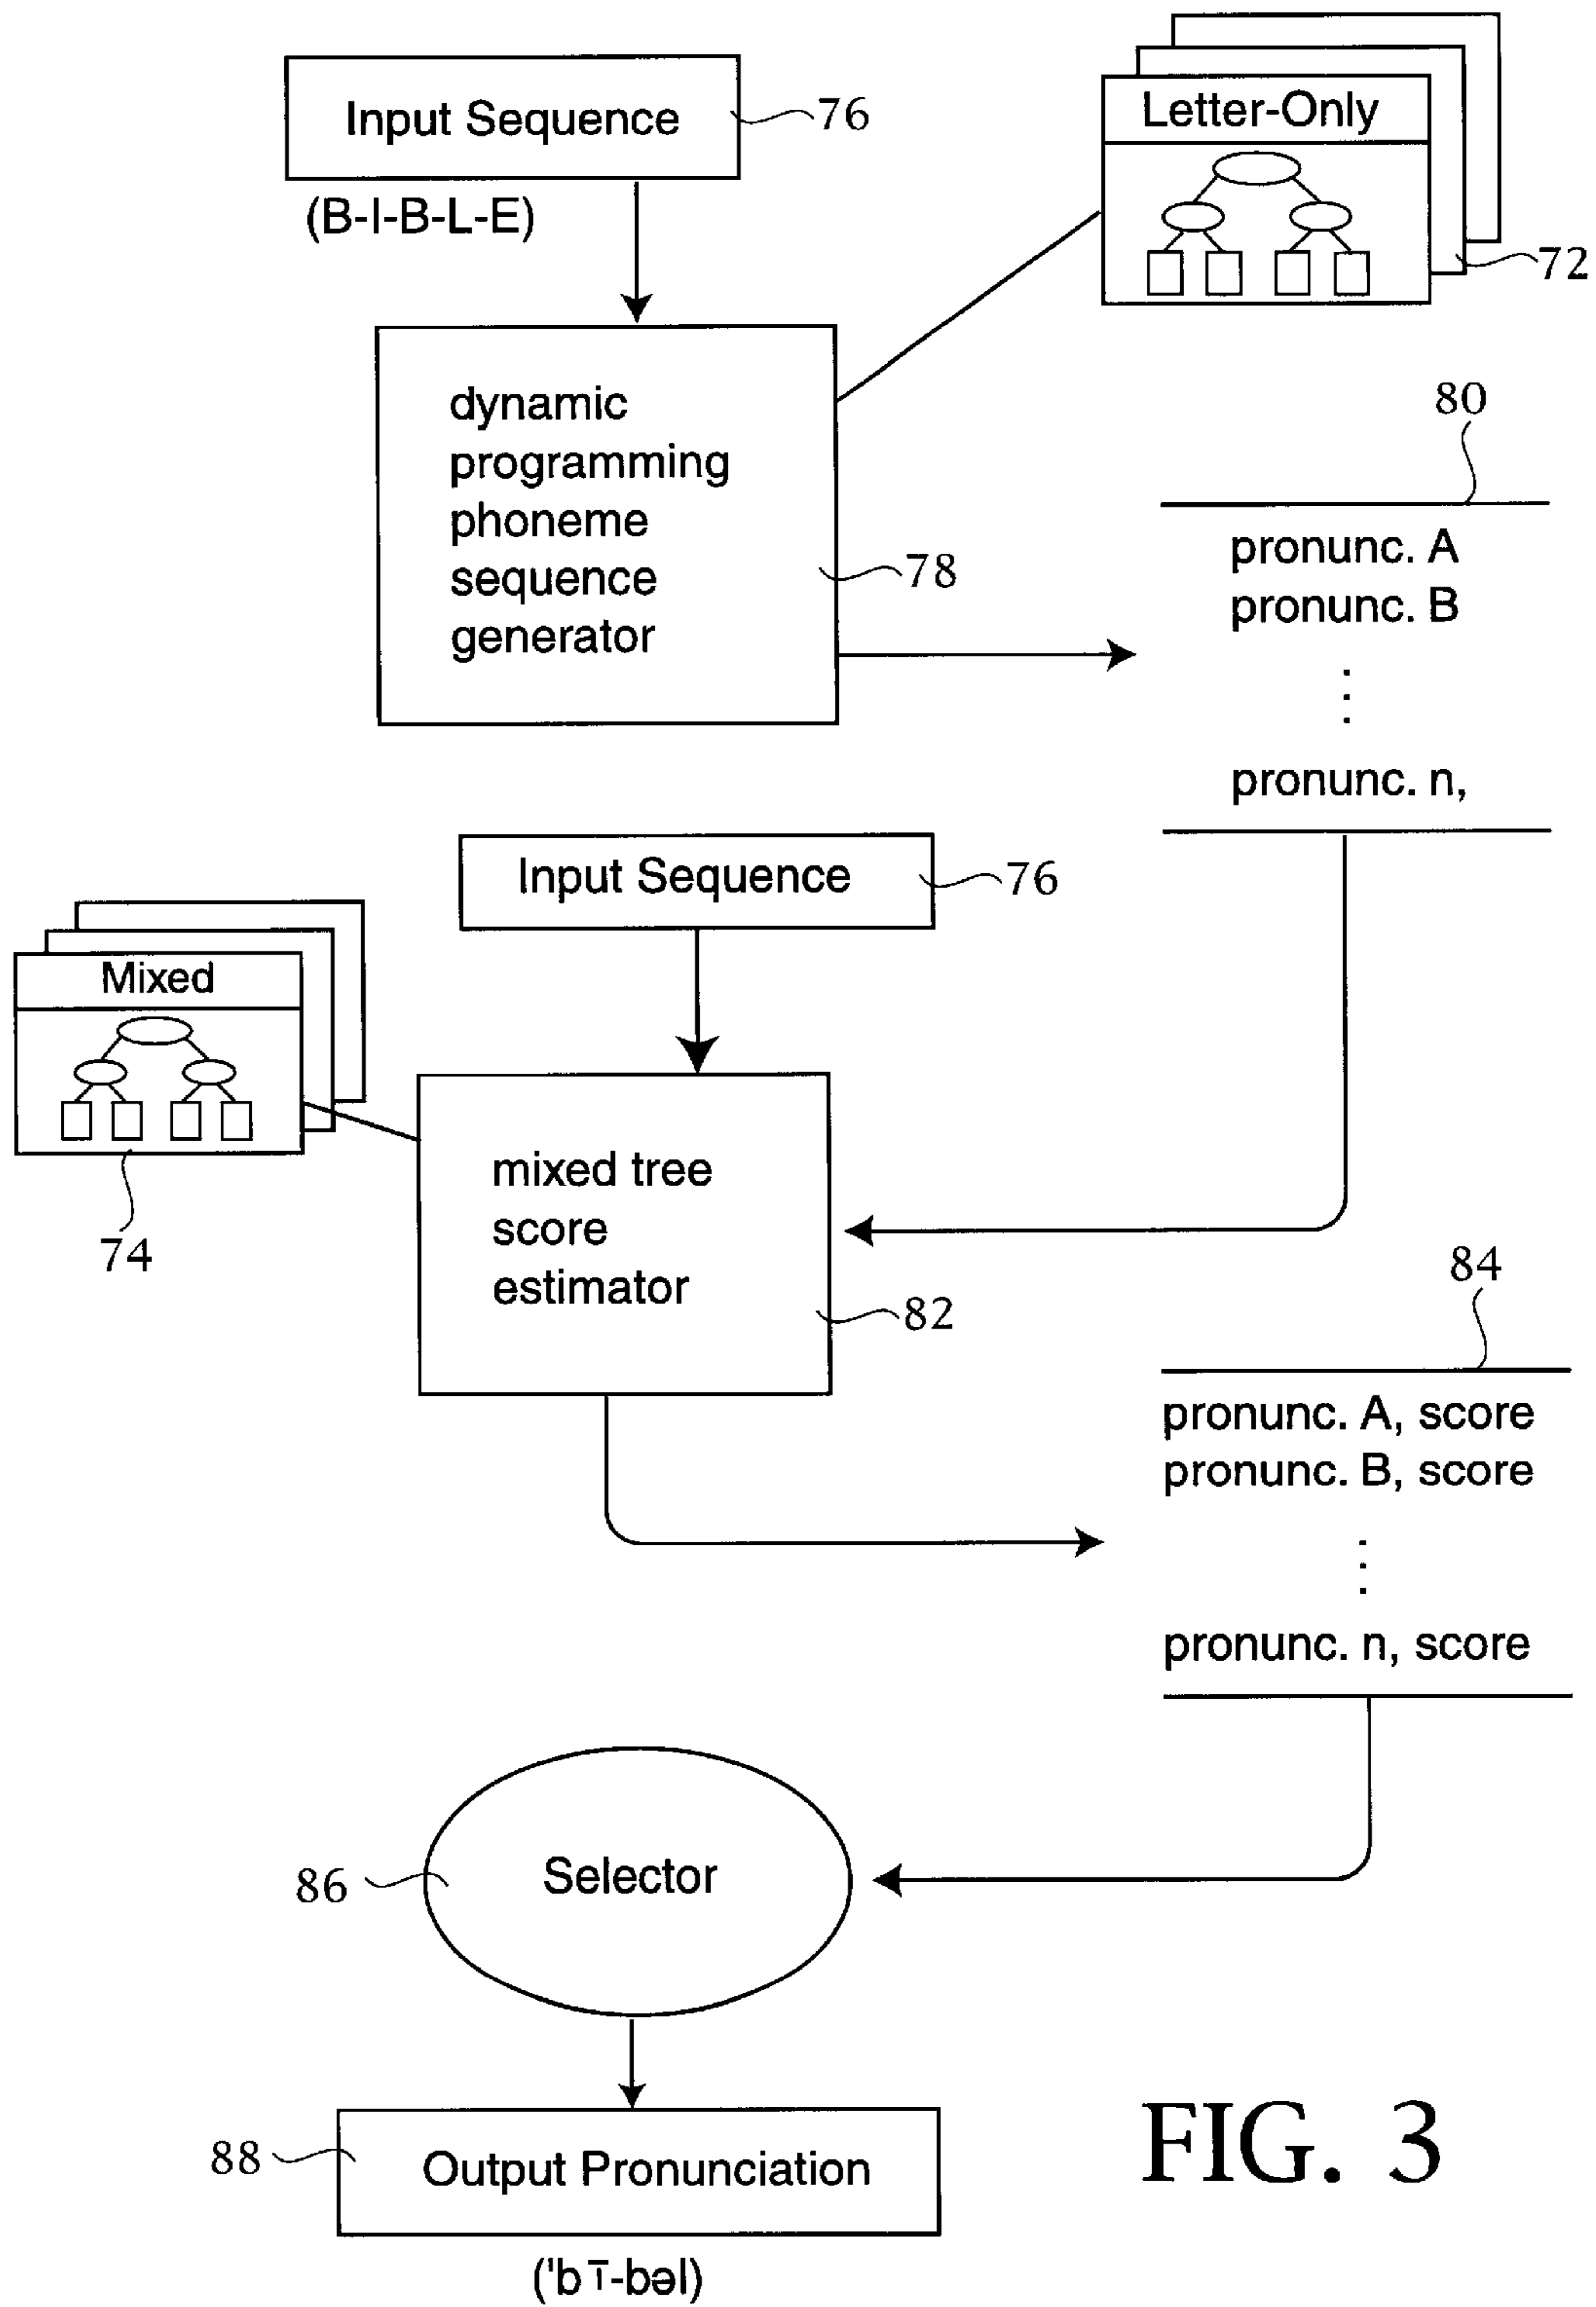 Input Sequence
76
(B-I-B-L-E)
Letter-Only
72
dynamic
programming
phoneme
sequence
generator
78
80
pronunc. A
pronunc. B
⋮
pronunc. n,
Input Sequence
76
Mixed
74
mixed tree
score
estimator
82
84
pronunc. A, score
pronunc. B, score
⋮
pronunc. n, score
Selector
86
Output Pronunciation
88
('bī-bəl)
FIG. 3